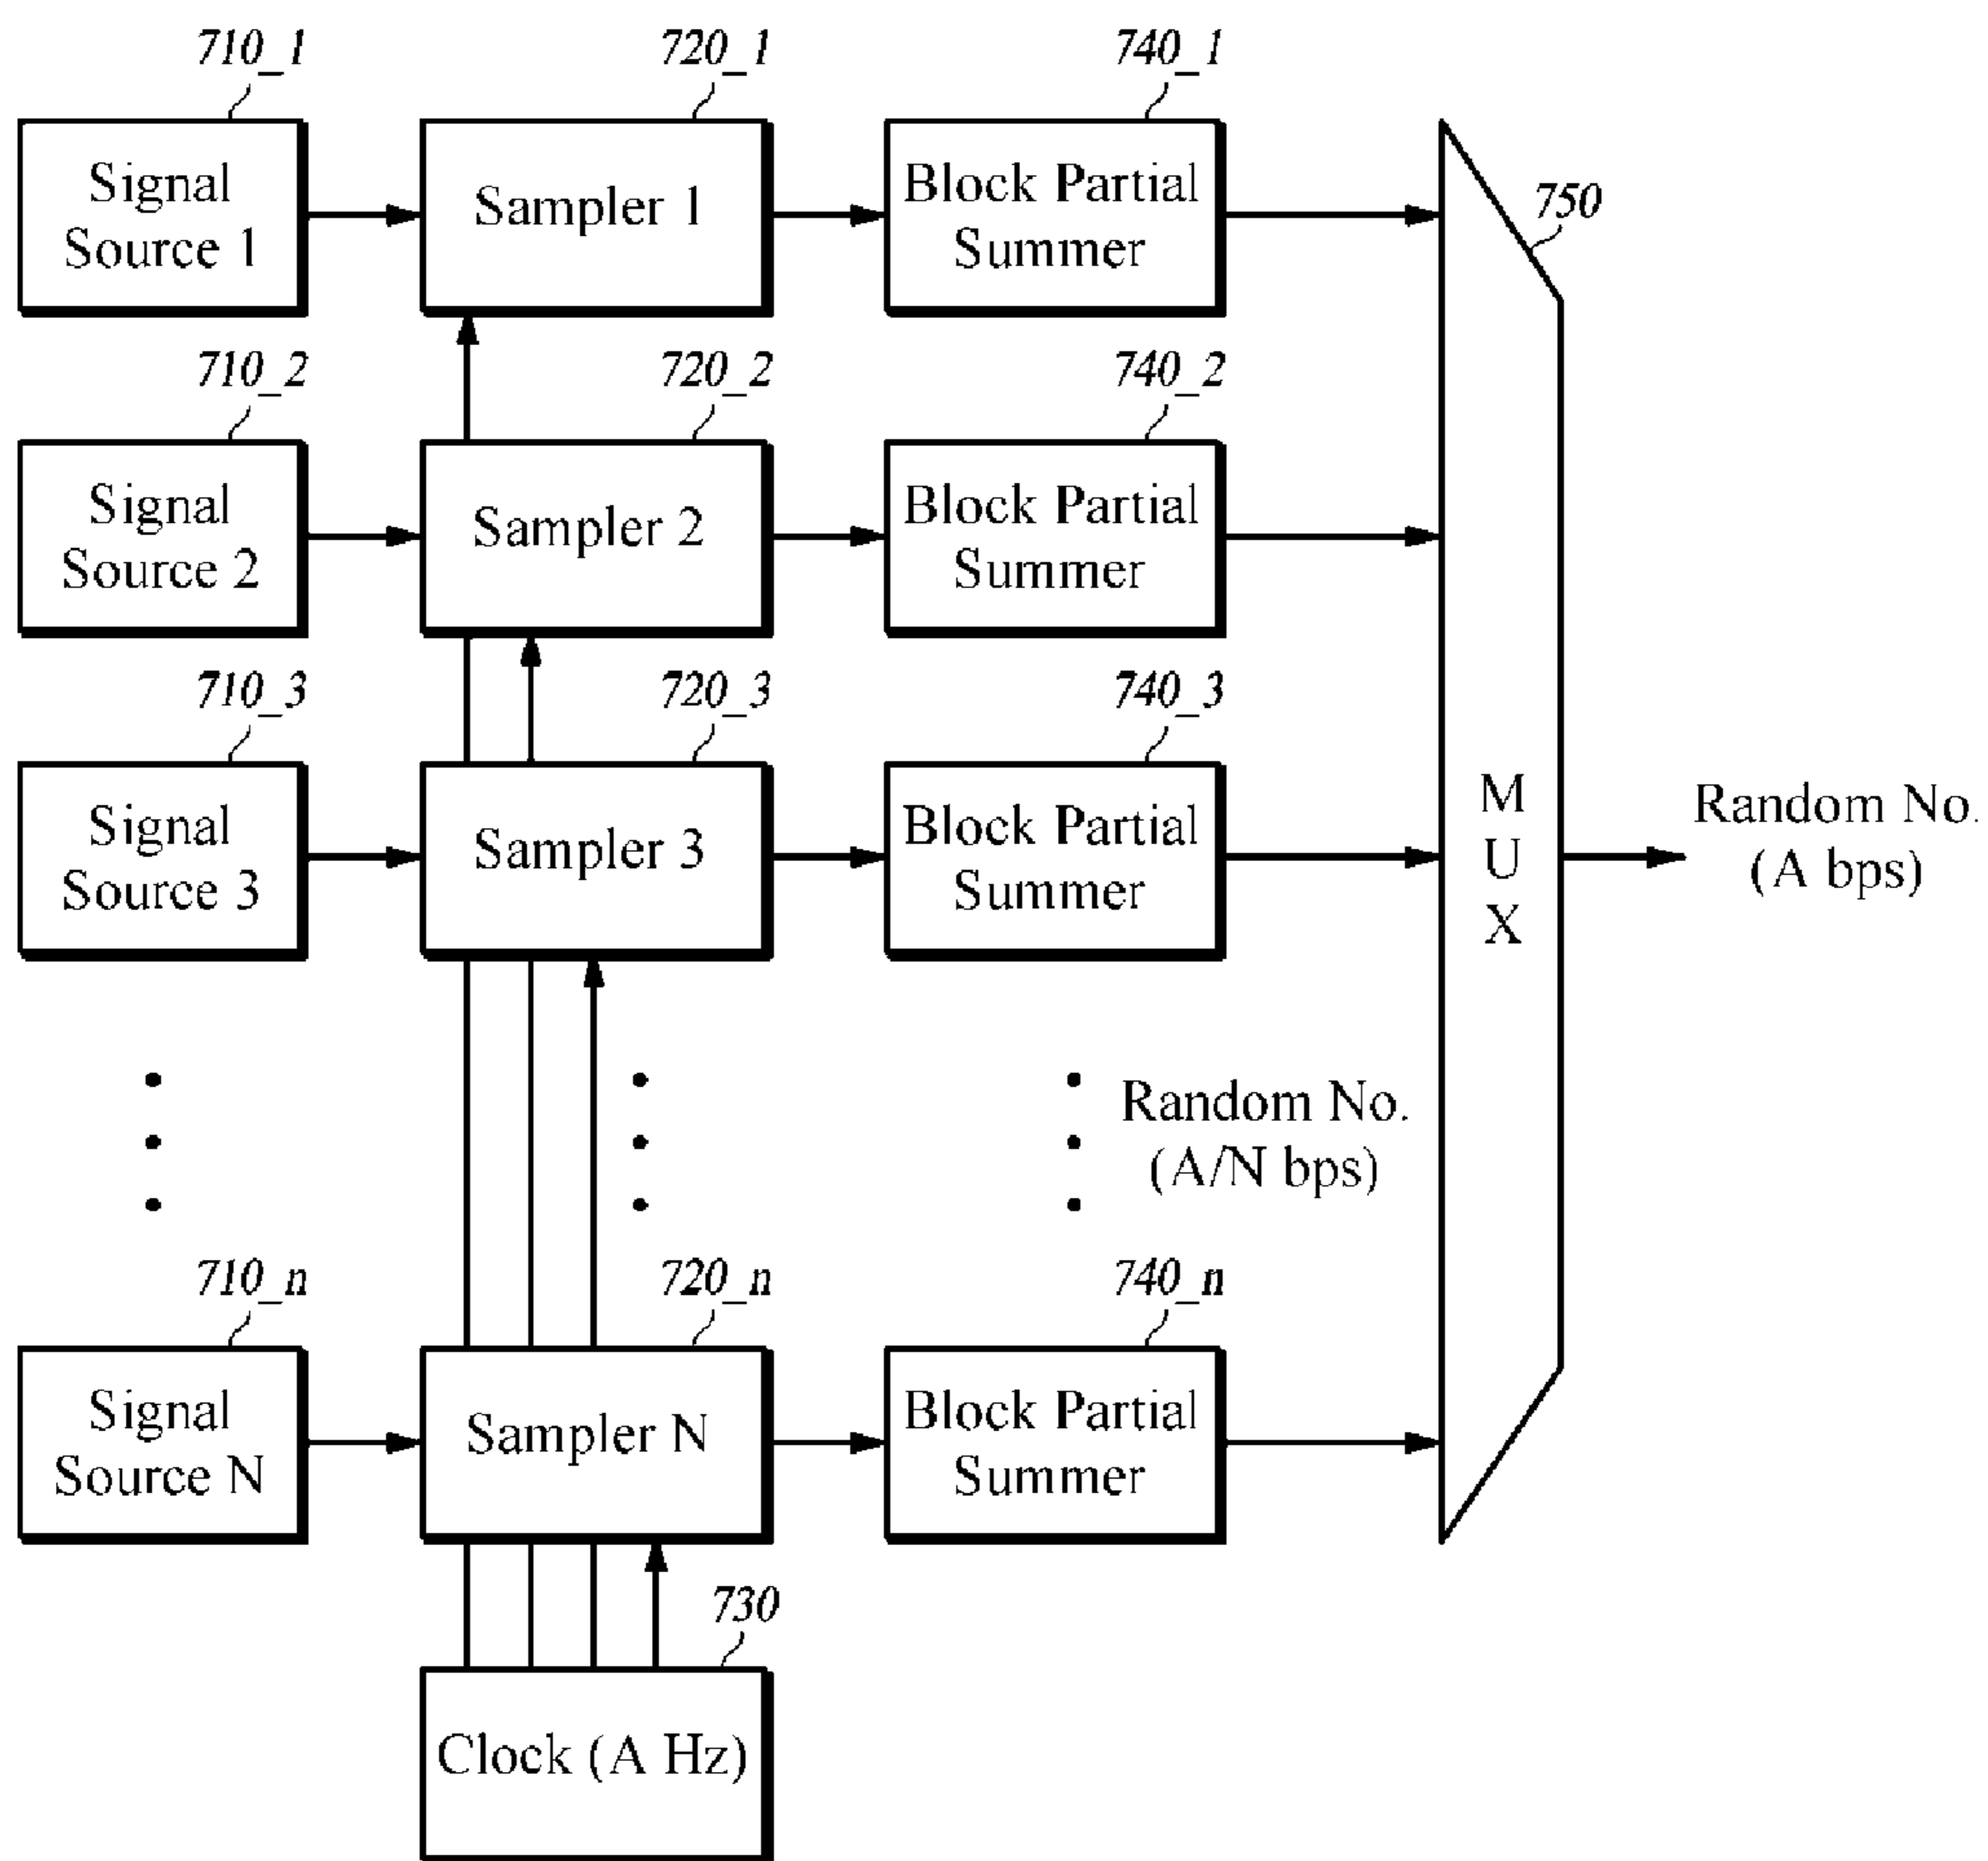 710_1
720_1
740_1
Signal
Source 1
Sampler 1
Block Partial
Summer
750
710_2
720_2
740_2
Signal
Source 2
Sampler 2
Block Partial
Summer
710_3
720_3
740_3
Signal
Source 3
Sampler 3
Block Partial
Summer
M
U
X
Random No.
(A bps)
Random No.
(A/N bps)
710_n
720_n
740_n
Signal
Source N
Sampler N
Block Partial
Summer
730
Clock (A Hz)